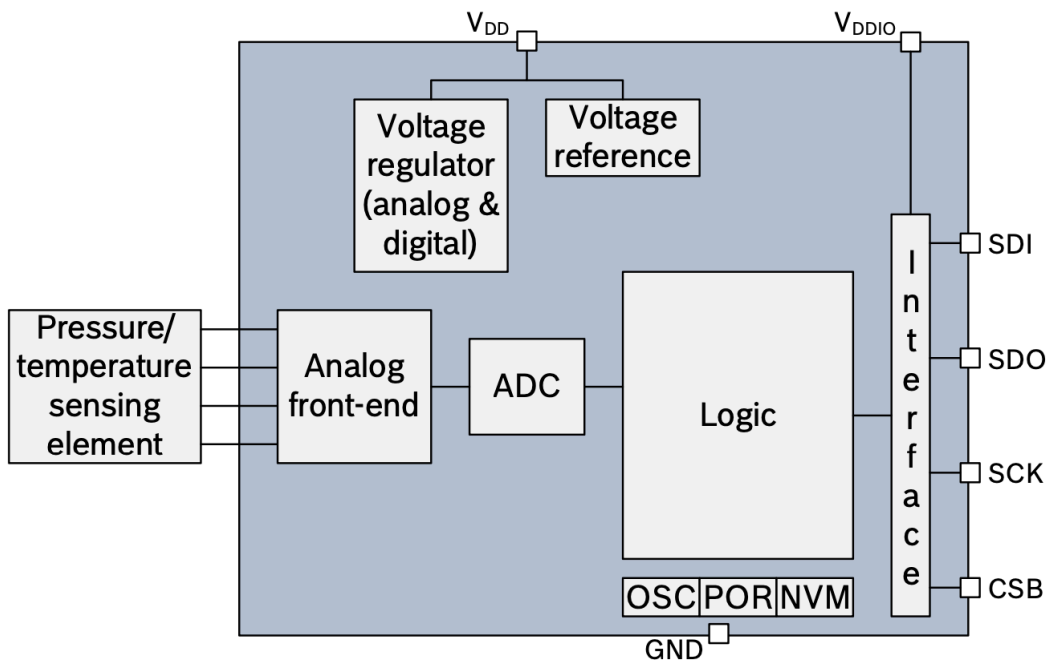 VDD
VDDIO
Voltage
regulator
(analog &
digital)
Voltage
reference
Pressure/
temperature
sensing
element
Analog
front-end
ADC
Logic
Interface
SDI
SDO
SCK
CSB
OSC
POR
NVM
GND